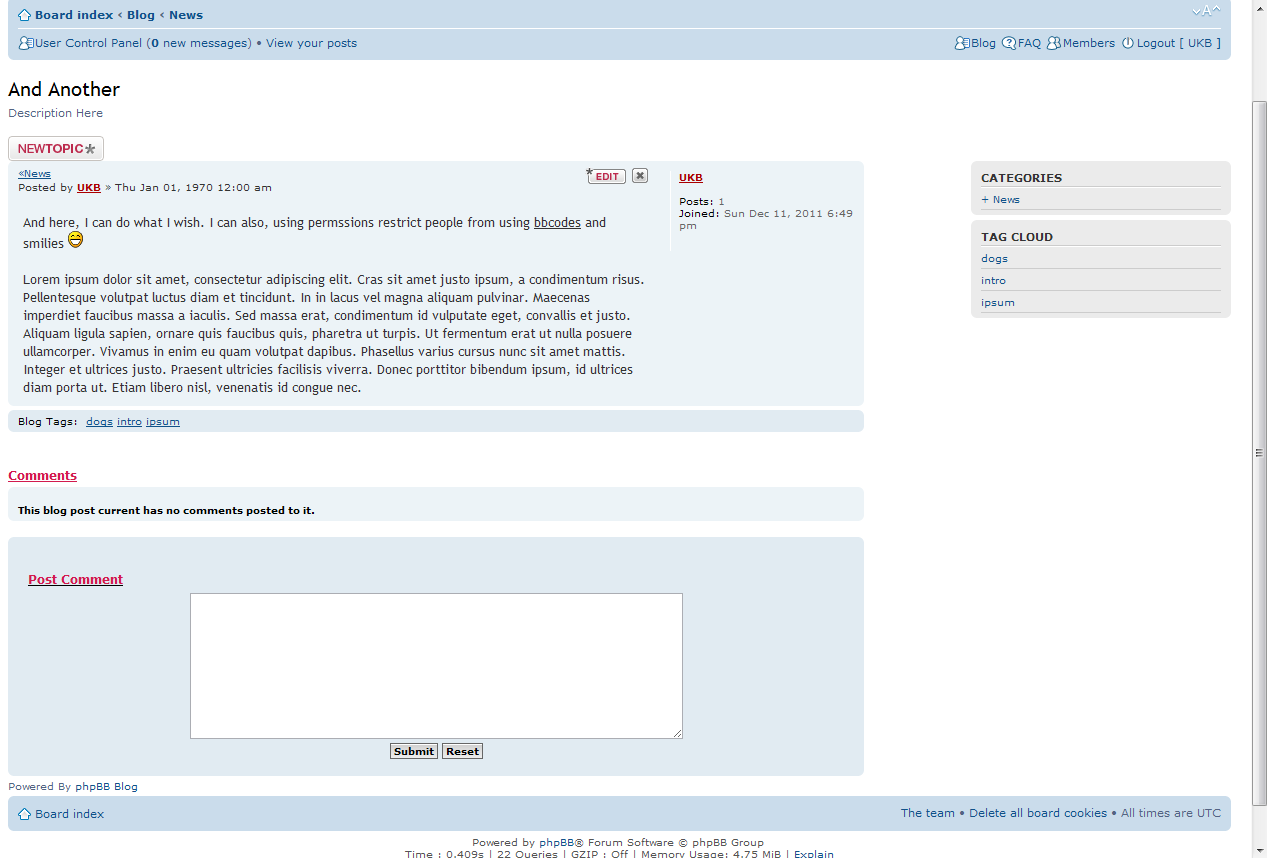 Board index ‹ Blog ‹ News
A
User Control Panel (0 new messages) • View your posts
Blog FAQ Members Logout [ UKB ]
And Another
Description Here
NEWTOPIC*
«News
Posted by UKB » Thu Jan 01, 1970 12:00 am
*EDIT
And here, I can do what I wish. I can also, using permssions restrict people from using bbcodes and
smilies
Lorem ipsum dolor sit amet, consectetur adipiscing elit. Cras sit amet justo ipsum, a condimentum risus.
Pellentesque volutpat luctus diam et tincidunt. In in lacus vel magna aliquam pulvinar. Maecenas
imperdiet faucibus massa a iaculis. Sed massa erat, condimentum id vulputate eget, convallis et justo.
Aliquam ligula sapien, ornare quis faucibus quis, pharetra ut turpis. Ut fermentum erat ut nulla posuere
ullamcorper. Vivamus in enim eu quam volutpat dapibus. Phasellus varius cursus nunc sit amet mattis.
Integer et ultrices justo. Praesent ultricies facilisis viverra. Donec porttitor bibendum ipsum, id ultrices
diam porta ut. Etiam libero nisl, venenatis id congue nec.
UKB
Posts: 1
Joined: Sun Dec 11, 2011 6:49
pm
Blog Tags: dogs intro ipsum
CATEGORIES
+ News
TAG CLOUD
dogs
intro
ipsum
Comments
This blog post current has no comments posted to it.
Post Comment
Submit Reset
Powered By phpBB Blog
Board index
The team • Delete all board cookies • All times are UTC
Powered by phpBB® Forum Software © phpBB Group
Time : 0.409s | 22 Queries | GZIP : Off | Memory Usage: 4.75 MiB | Explain